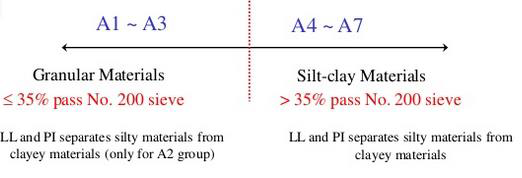 A1 ~ A3
A4 ~ A7
Granular Materials
Silt-clay Materials
≤ 35% pass No. 200 sieve
> 35% pass No. 200 sieve
LL and PI separates silty materials from
clayey materials (only for A2 group)
LL and PI separates silty materials from
clayey materials